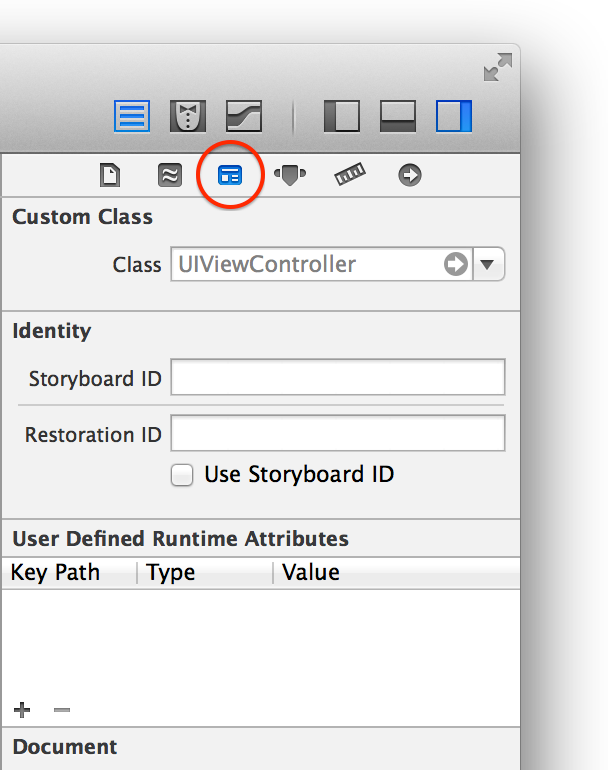 Custom Class
Class UIViewController
Identity
Storyboard ID
Restoration ID
Use Storyboard ID
User Defined Runtime Attributes
Key Path Type Value
Document